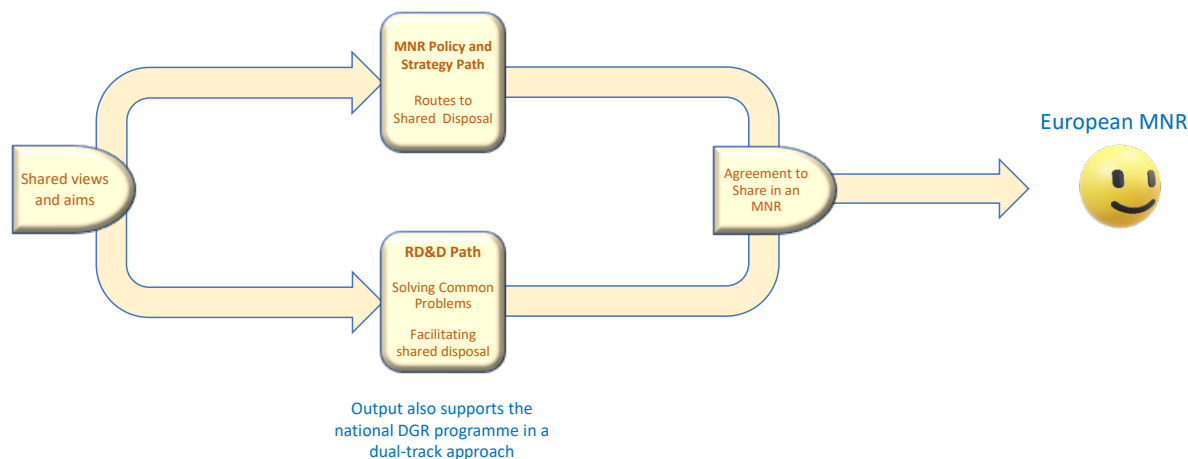 Shared views
and aims
MNR Policy and
Strategy Path
Routes to
Shared Disposal
RD&D Path
Solving Common
Problems
Facilitating
shared disposal
Output also supports the
national DGR programme in a
dual-track approach
Agreement to
Share in an
MNR
European MNR